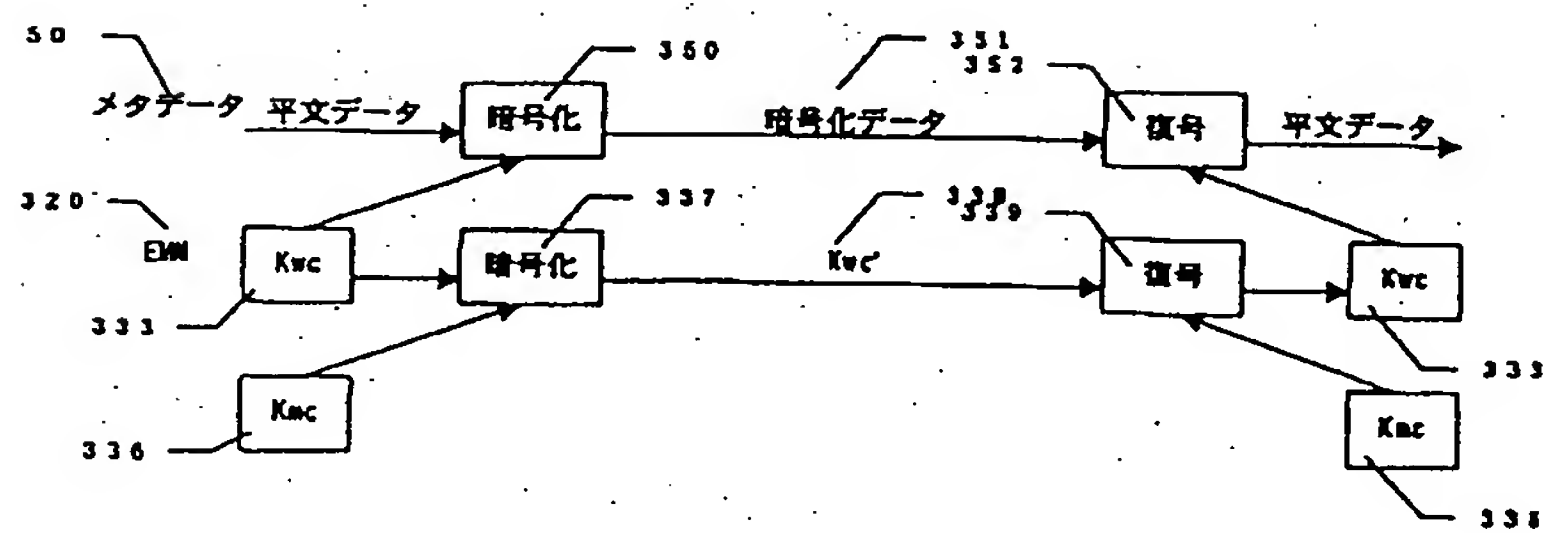 50
350
351
352
メタデータ 平文データ
暗号化
暗号化データ
復号
平文データ
320
337
339
EMM
Kwc
暗号化
Kwc'
復号
Kwc
333
333
Kmc
Kmc
336